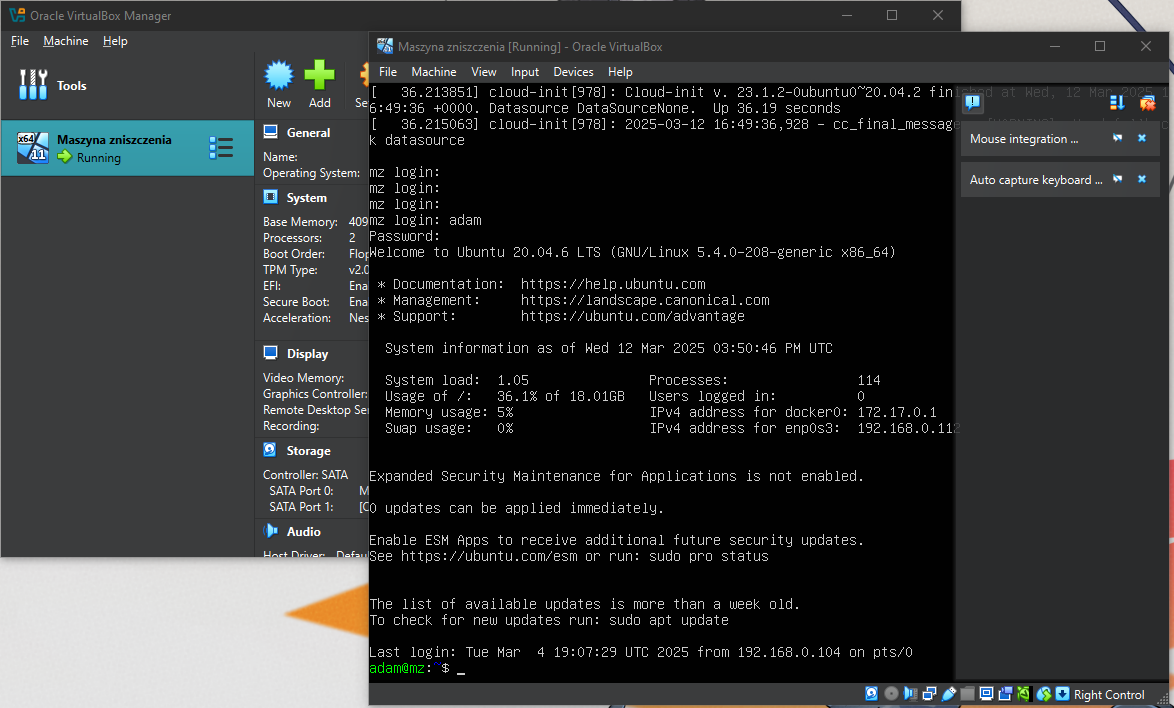 Oracle VirtualBox Manager
File Machine Help
Tools
New
Add
Maszyna zniszczenia
Running
General
Name:
Operating System:
System
Base Memory: 409
Processors: 2
Boot Order: Flop
TPM Type: v2.0
EFI: Ena
Secure Boot: Ena
Acceleration: Nes
Display
Video Memory:
Graphics Controller:
Remote Desktop Se
Recording:
Storage
Controller: SATA
SATA Port 0: M
SATA Port 1: [O
Audio
Host Driver: Defau
Maszyna zniszczenia [Running] - Oracle VirtualBox
File Machine View Input Devices Help
[   36.213851] cloud-init[978]: Cloud-init v. 23.1.2-0ubuntu0~20.04.2 finished at Wed, 12 Mar 2025 1
6:49:36 +0000. Datasource DataSourceNone.  Up 36.19 seconds
[   36.215063] cloud-init[978]: 2025-03-12 16:49:36,928 - cc_final_message
k datasource
mz login:
mz login:
mz login:
mz login: adam
Password:
Welcome to Ubuntu 20.04.6 LTS (GNU/Linux 5.4.0-208-generic x86_64)
* Documentation:  https://help.ubuntu.com
* Management:     https://landscape.canonical.com
* Support:        https://ubuntu.com/advantage
System information as of Wed 12 Mar 2025 03:50:46 PM UTC
System load:  1.05               Processes:                114
Usage of /:   36.1% of 18.01GB   Users logged in:          0
Memory usage: 5%                 IPv4 address for docker0: 172.17.0.1
Swap usage:   0%                 IPv4 address for enp0s3:  192.168.0.112
Expanded Security Maintenance for Applications is not enabled.
0 updates can be applied immediately.
Enable ESM Apps to receive additional future security updates.
See https://ubuntu.com/esm or run: sudo pro status
The list of available updates is more than a week old.
To check for new updates run: sudo apt update
Last login: Tue Mar  4 19:07:29 UTC 2025 from 192.168.0.104 on pts/0
adam@mz:~$ _
Mouse integration ...
Auto capture keyboard ...
Right Control